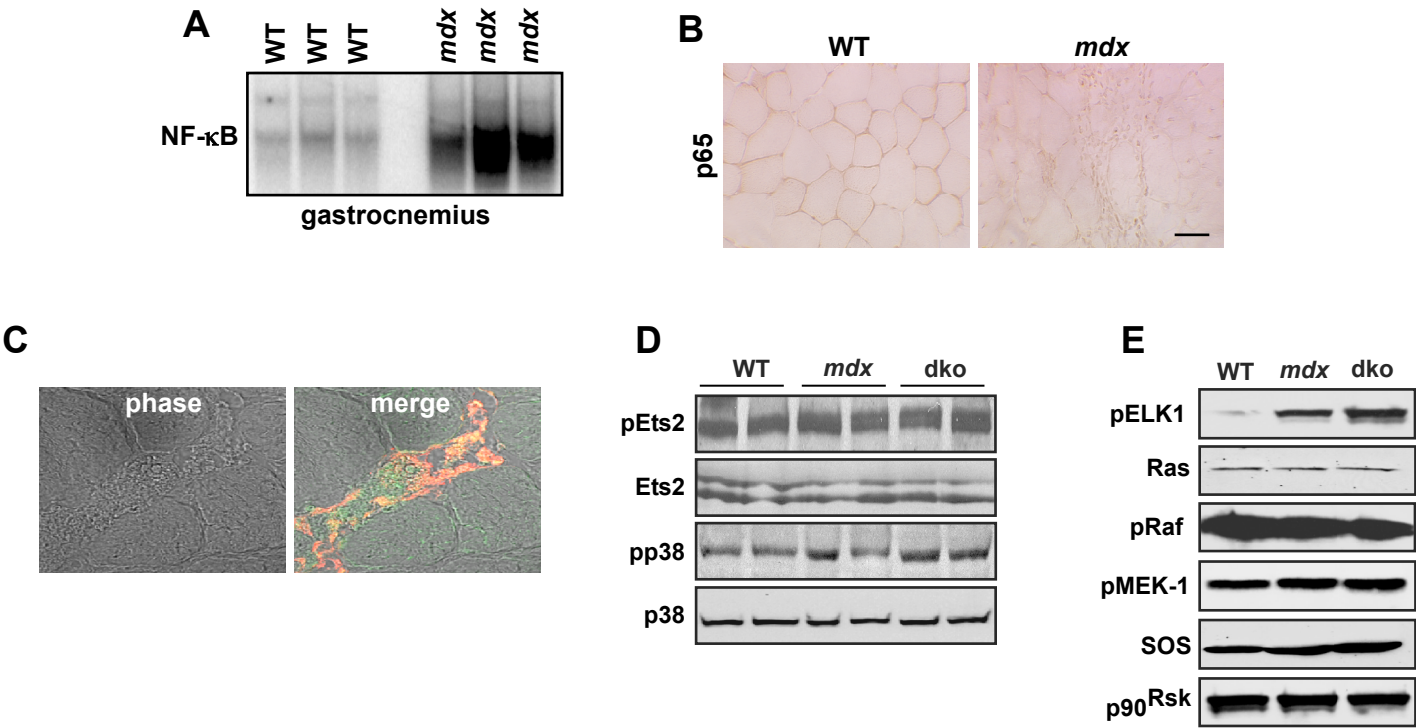 A
WT WT WT mdx mdx mdx
NF-κB
gastrocnemius
B
WT mdx
p65
C
phase merge
D
WT mdx dko
pEts2
Ets2
pp38
p38
E
WT mdx dko
pELK1
Ras
pRaf
pMEK-1
SOS
p90Rsk